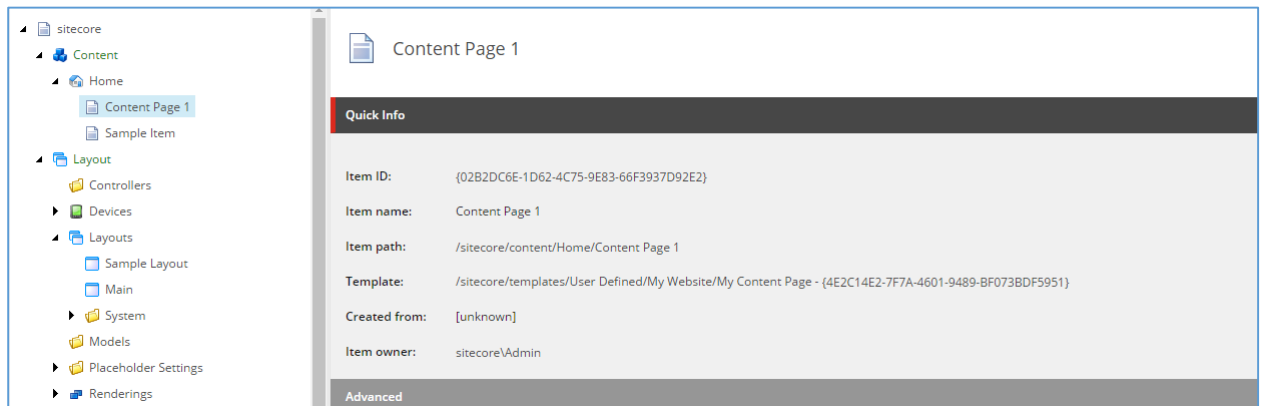 sitecore
Content
Home
Content Page 1
Sample Item
Layout
Controllers
Devices
Layouts
Sample Layout
Main
System
Models
Placeholder Settings
Renderings
Content Page 1
Quick Info
Item ID: {02B2DC6E-1D62-4C75-9E83-66F3937D92E2}
Item name: Content Page 1
Item path: /sitecore/content/Home/Content Page 1
Template: /sitecore/templates/User Defined/My Website/My Content Page - {4E2C14E2-7F7A-4601-9489-BF073BDF5951}
Created from: [unknown]
Item owner: sitecore\Admin
Advanced